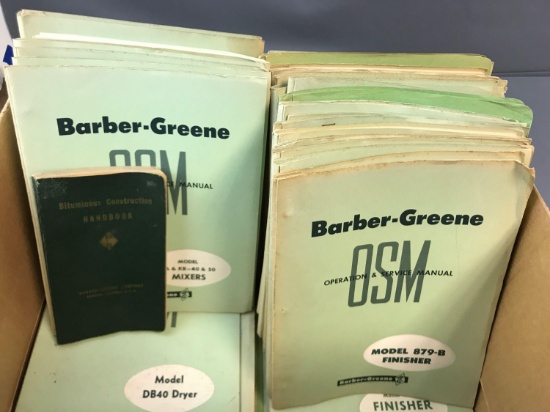 Barber-Greene
OSM
MANUAL
MODEL
& 50
MIXERS
Bituminous Construction
HANDBOOK
Model
DB40 Dryer
Barber-Greene
OPERATION & SERVICE MANUAL
OSM
MODEL 879-B
FINISHER
Barber-Greene
FINISHER